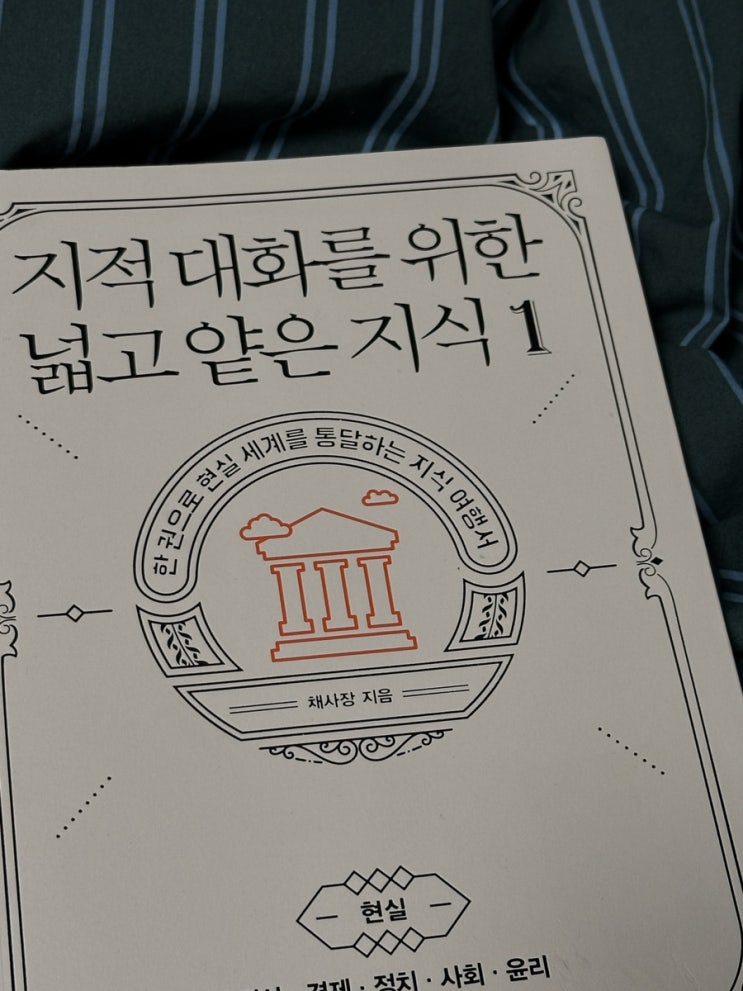 지적 대화를 위한
넓고 얕은 지식 1
한 권으로 현실 세계를 통달하는 지식 여행서
채사장 지음
현실
경제 · 정치 · 사회 · 윤리